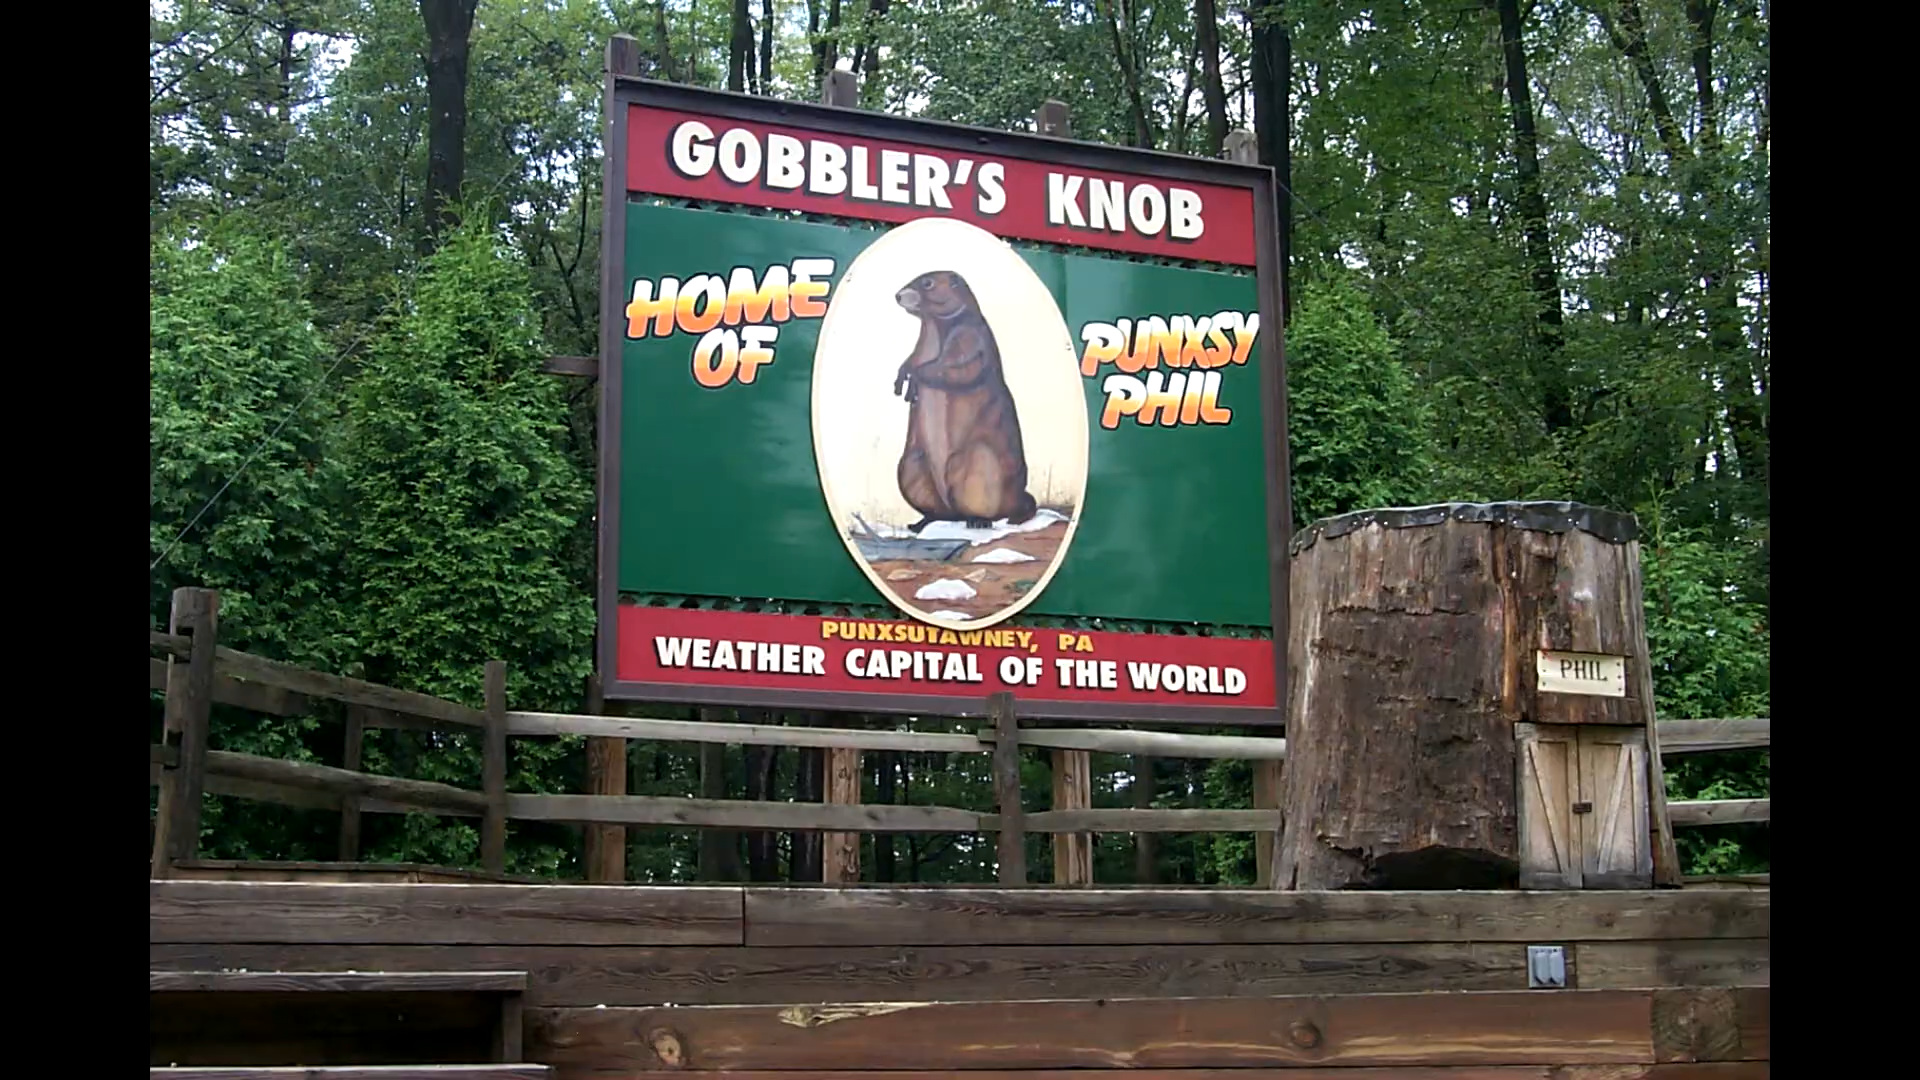 GOBBLER'S KNOB
HOME
OF
PUNXSY
PHIL
PUNXSUTAWNEY, PA
WEATHER CAPITAL OF THE WORLD
PHIL